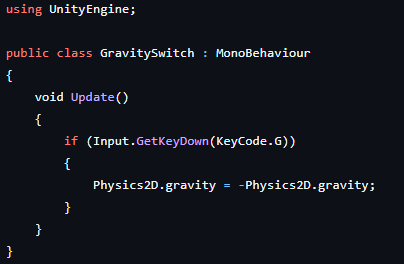 using UnityEngine;

public class GravitySwitch : MonoBehaviour
{
    void Update()
    {
        if (Input.GetKeyDown(KeyCode.G))
        {
            Physics2D.gravity = -Physics2D.gravity;
        }
    }
}